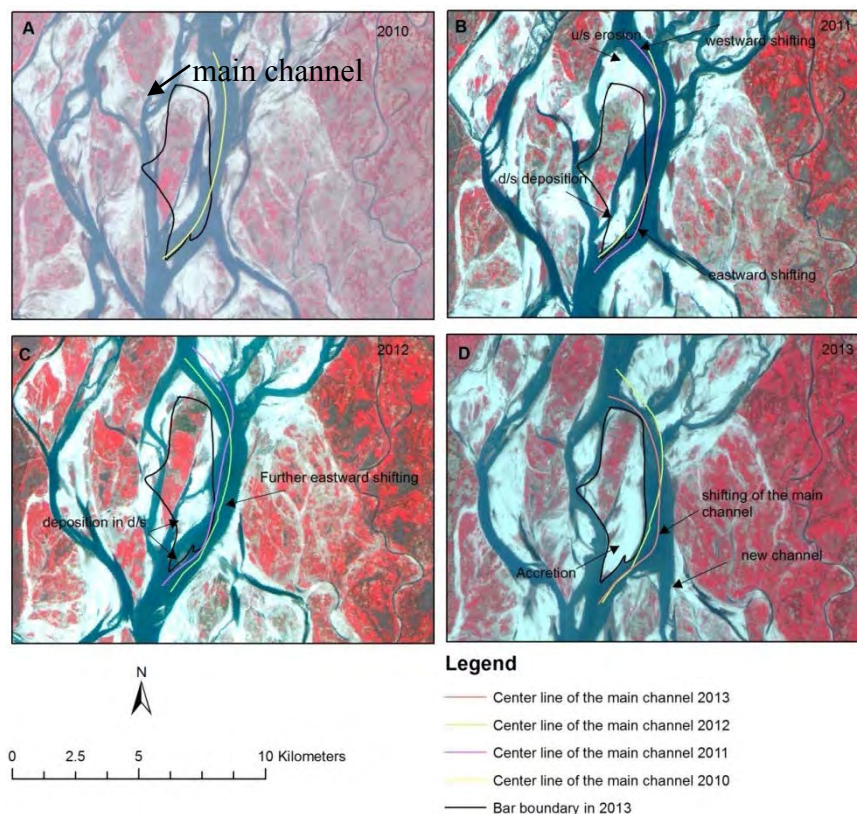 A
2010
main channel
B
2011
u/s erosion
westward shifting
d/s deposition
eastward shifting
C
2012
Further eastward shifting
deposition in d/s
D
2013
shifting of the main
channel
new channel
Accretion
N
0 2.5 5 10 Kilometers
Legend
Center line of the main channel 2013
Center line of the main channel 2012
Center line of the main channel 2011
Center line of the main channel 2010
Bar boundary in 2013